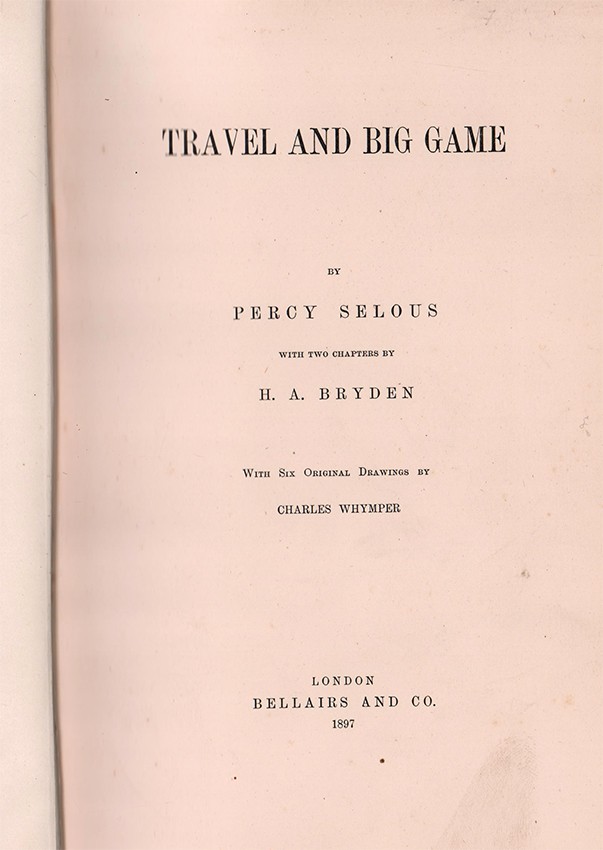 TRAVEL AND BIG GAME
BY
PERCY SELOUS
WITH TWO CHAPTERS BY
H. A. BRYDEN
With Six Original Drawings by
CHARLES WHYMPER
LONDON
BELLAIRS AND CO.
1897